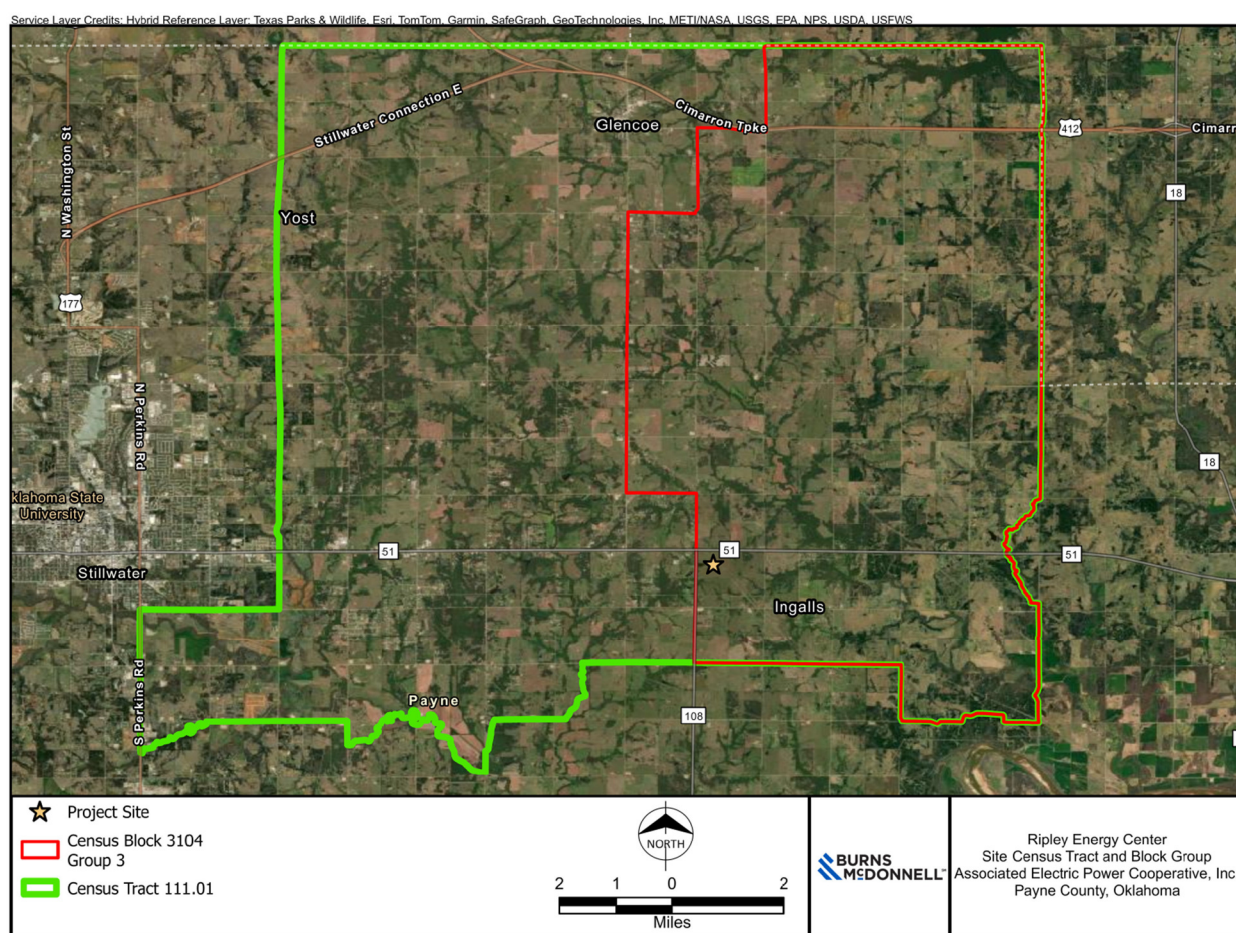 Service Layer Credits: Hybrid Reference Layer: Texas Parks & Wildlife, Esri, TomTom, Garmin, SafeGraph, GeoTechnologies, Inc, METI/NASA, USGS, EPA, NPS, USDA, USFWS
Stillwater Connection E
Glencoe
Cimarron Tpke
412
Cimarr
N Washington St
18
Yost
177
N Perkins Rd
18
klahoma State
University
51
51
51
Stillwater
Ingalls
S Perkins Rd
Payne
108
Project Site
Census Block 3104
Group 3
Census Tract 111.01
NORTH
2 1 0 2
Miles
BURNS
MCDONNELL
Ripley Energy Center
Site Census Tract and Block Group
Associated Electric Power Cooperative, Inc
Payne County, Oklahoma